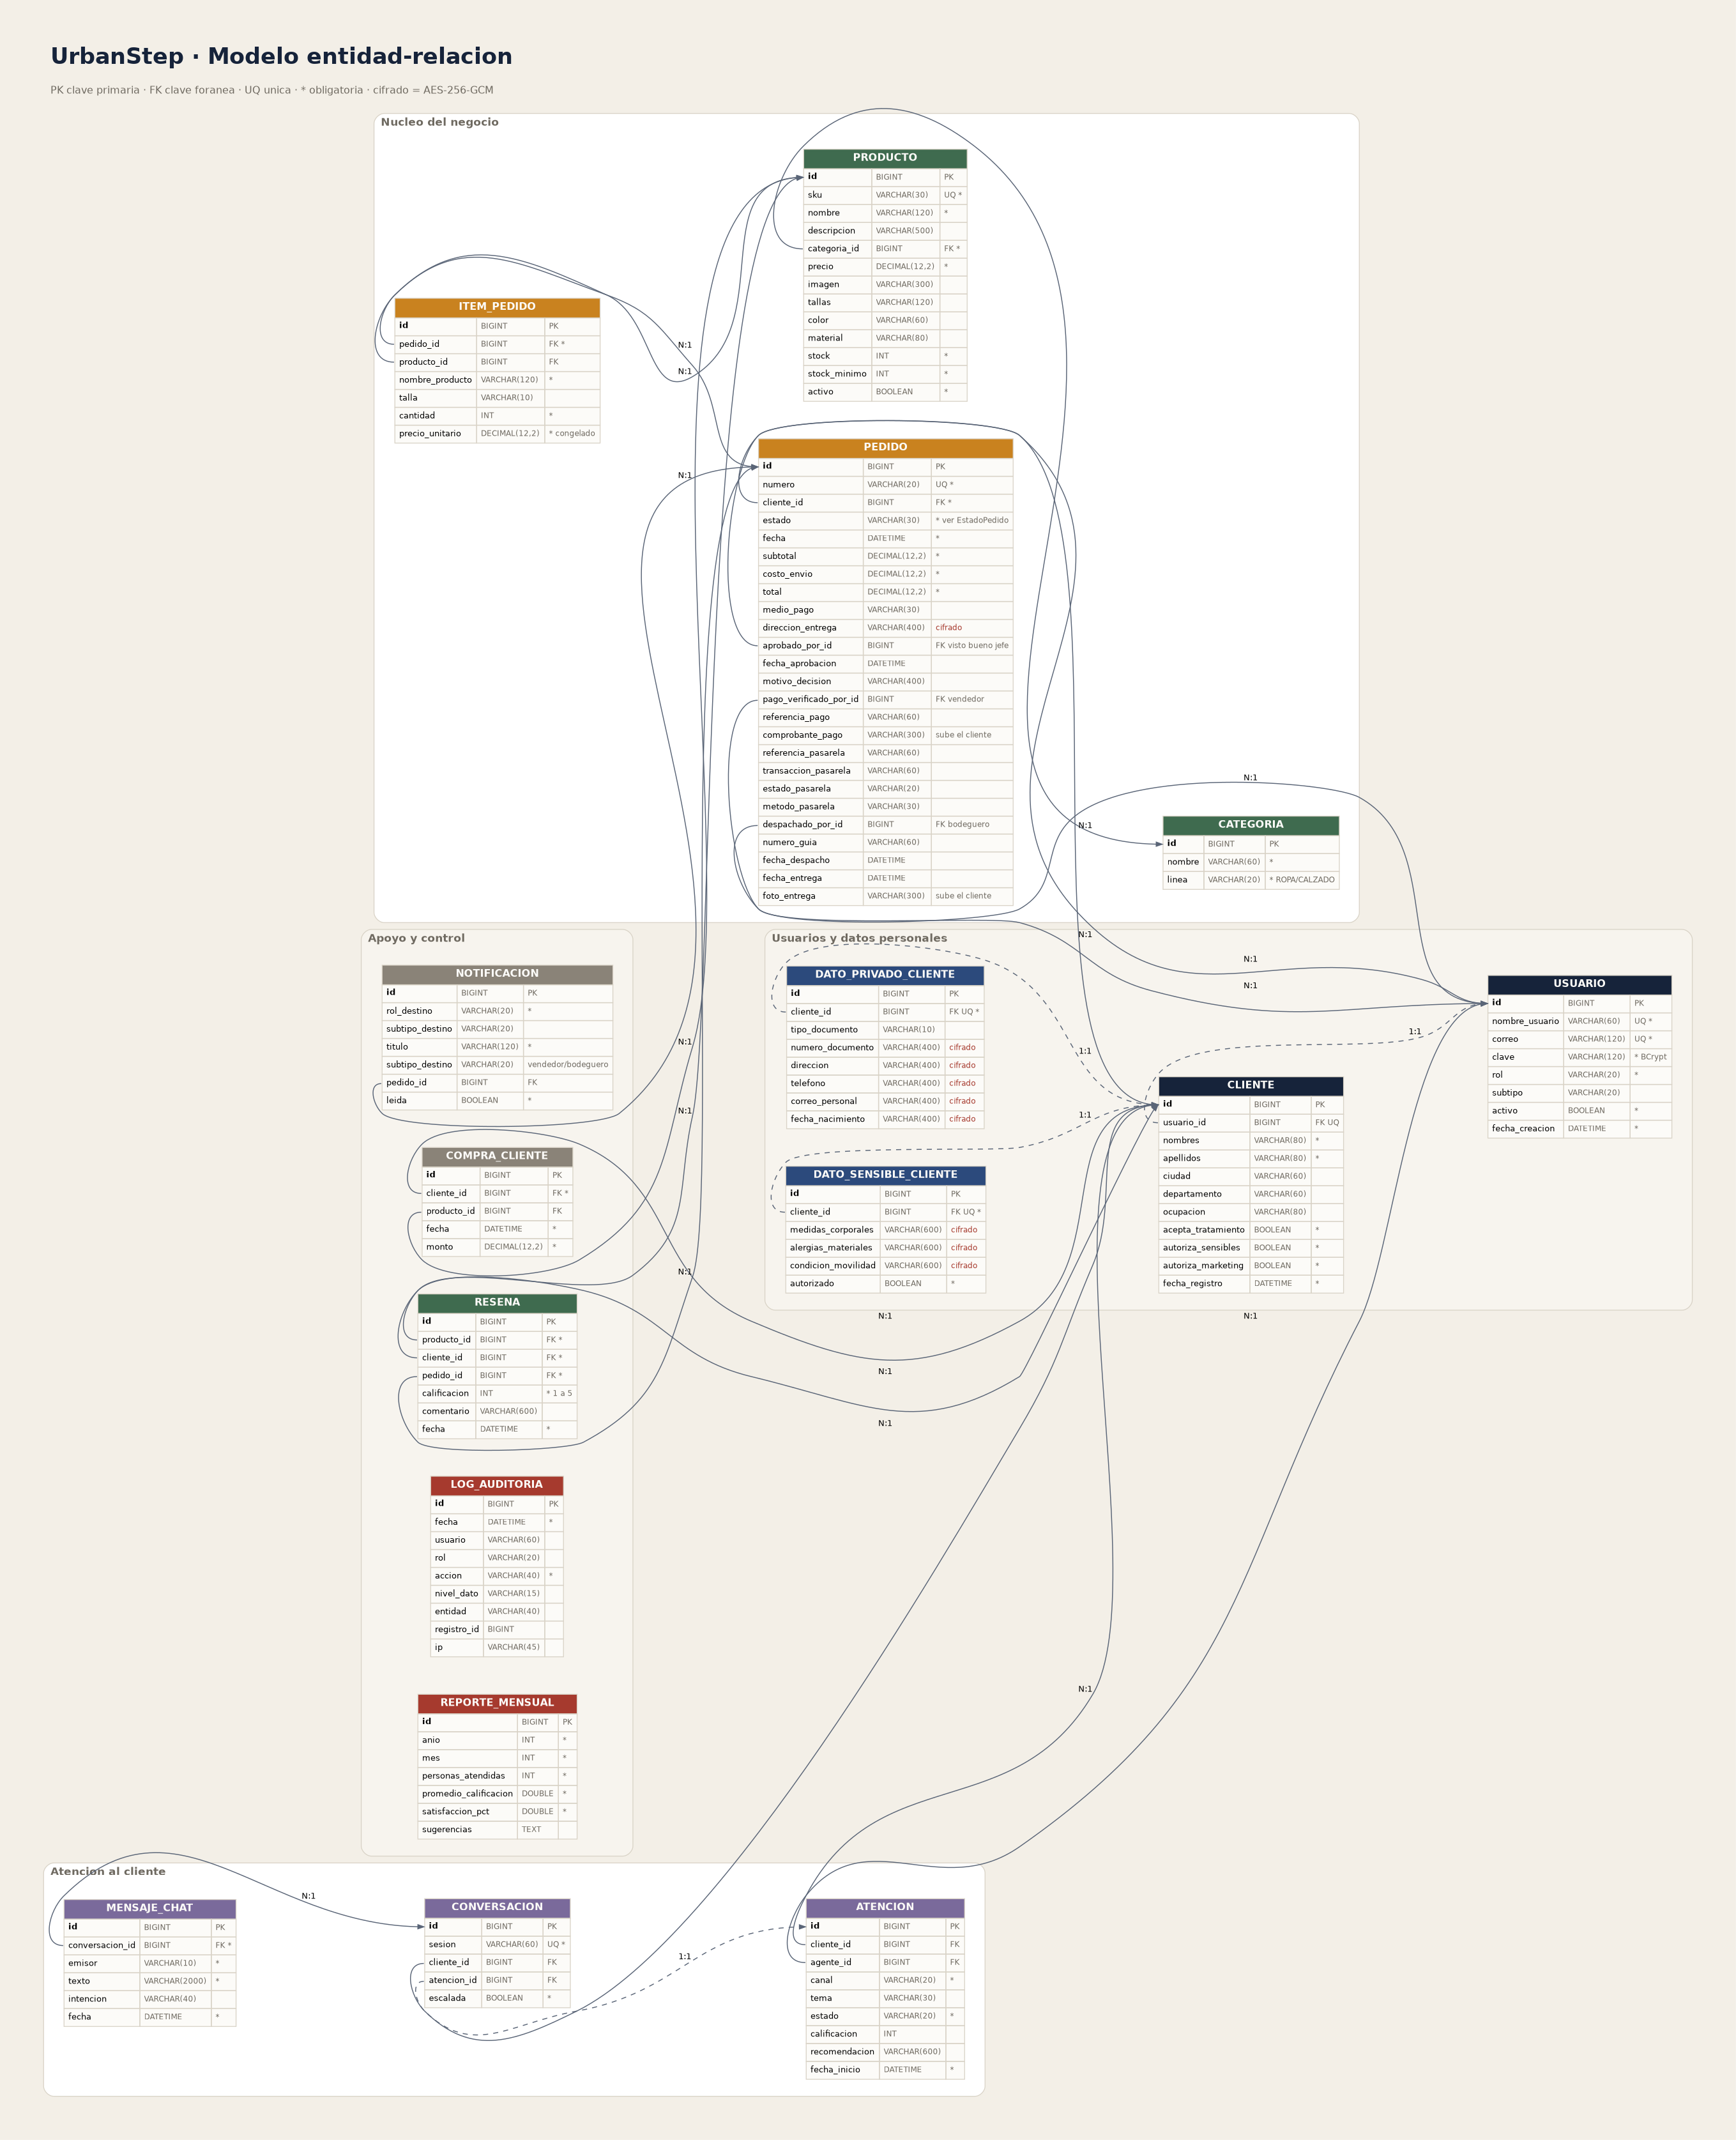 UrbanStep · Modelo entidad-relacion
PK clave primaria · FK clave foranea · UQ unica · * obligatoria · cifrado = AES-256-GCM
Nucleo del negocio
PRODUCTO
id BIGINT PK
sku VARCHAR(30) UQ *
nombre VARCHAR(120) *
descripcion VARCHAR(500)
categoria_id BIGINT FK *
precio DECIMAL(12,2) *
imagen VARCHAR(300)
tallas VARCHAR(120)
color VARCHAR(60)
material VARCHAR(80)
stock INT *
stock_minimo INT *
activo BOOLEAN *
ITEM_PEDIDO
id BIGINT PK
pedido_id BIGINT FK *
producto_id BIGINT FK
nombre_producto VARCHAR(120) *
talla VARCHAR(10)
cantidad INT *
precio_unitario DECIMAL(12,2) * congelado
N:1
N:1
N:1
PEDIDO
id BIGINT PK
numero VARCHAR(20) UQ *
cliente_id BIGINT FK *
estado VARCHAR(30) * ver EstadoPedido
fecha DATETIME *
subtotal DECIMAL(12,2) *
costo_envio DECIMAL(12,2) *
total DECIMAL(12,2) *
medio_pago VARCHAR(30)
direccion_entrega VARCHAR(400) cifrado
aprobado_por_id BIGINT FK visto bueno jefe
fecha_aprobacion DATETIME
motivo_decision VARCHAR(400)
pago_verificado_por_id BIGINT FK vendedor
referencia_pago VARCHAR(60)
comprobante_pago VARCHAR(300) sube el cliente
referencia_pasarela VARCHAR(60)
transaccion_pasarela VARCHAR(60)
estado_pasarela VARCHAR(20)
metodo_pasarela VARCHAR(30)
despachado_por_id BIGINT FK bodeguero
numero_guia VARCHAR(60)
fecha_despacho DATETIME
fecha_entrega DATETIME
foto_entrega VARCHAR(300) sube el cliente
N:1
N:1
CATEGORIA
id BIGINT PK
nombre VARCHAR(60) *
linea VARCHAR(20) * ROPA/CALZADO
Apoyo y control
NOTIFICACION
id BIGINT PK
rol_destino VARCHAR(20) *
subtipo_destino VARCHAR(20)
titulo VARCHAR(120) *
subtipo_destino VARCHAR(20) vendedor/bodeguero
pedido_id BIGINT FK
leida BOOLEAN *
N:1
N:1
N:1
COMPRA_CLIENTE
id BIGINT PK
cliente_id BIGINT FK *
producto_id BIGINT FK
fecha DATETIME *
monto DECIMAL(12,2) *
RESENA
id BIGINT PK
producto_id BIGINT FK *
cliente_id BIGINT FK *
pedido_id BIGINT FK *
calificacion INT * 1 a 5
comentario VARCHAR(600)
fecha DATETIME *
LOG_AUDITORIA
id BIGINT PK
fecha DATETIME *
usuario VARCHAR(60)
rol VARCHAR(20)
accion VARCHAR(40) *
nivel_dato VARCHAR(15)
entidad VARCHAR(40)
registro_id BIGINT
ip VARCHAR(45)
REPORTE_MENSUAL
id BIGINT PK
anio INT *
mes INT *
personas_atendidas INT *
promedio_calificacion DOUBLE *
satisfaccion_pct DOUBLE *
sugerencias TEXT
Usuarios y datos personales
N:1
N:1
N:1
DATO_PRIVADO_CLIENTE
id BIGINT PK
cliente_id BIGINT FK UQ *
tipo_documento VARCHAR(10)
numero_documento VARCHAR(400) cifrado
direccion VARCHAR(400) cifrado
telefono VARCHAR(400) cifrado
correo_personal VARCHAR(400) cifrado
fecha_nacimiento VARCHAR(400) cifrado
1:1
1:1
1:1
DATO_SENSIBLE_CLIENTE
id BIGINT PK
cliente_id BIGINT FK UQ *
medidas_corporales VARCHAR(600) cifrado
alergias_materiales VARCHAR(600) cifrado
condicion_movilidad VARCHAR(600) cifrado
autorizado BOOLEAN *
CLIENTE
id BIGINT PK
usuario_id BIGINT FK UQ
nombres VARCHAR(80) *
apellidos VARCHAR(80) *
ciudad VARCHAR(60)
departamento VARCHAR(60)
ocupacion VARCHAR(80)
acepta_tratamiento BOOLEAN *
autoriza_sensibles BOOLEAN *
autoriza_marketing BOOLEAN *
fecha_registro DATETIME *
USUARIO
id BIGINT PK
nombre_usuario VARCHAR(60) UQ *
correo VARCHAR(120) UQ *
clave VARCHAR(120) * BCrypt
rol VARCHAR(20) *
subtipo VARCHAR(20)
activo BOOLEAN *
fecha_creacion DATETIME *
N:1
N:1
N:1
N:1
N:1
Atencion al cliente
MENSAJE_CHAT
id BIGINT PK
conversacion_id BIGINT FK *
emisor VARCHAR(10) *
texto VARCHAR(2000) *
intencion VARCHAR(40)
fecha DATETIME *
N:1
CONVERSACION
id BIGINT PK
sesion VARCHAR(60) UQ *
cliente_id BIGINT FK
atencion_id BIGINT FK
escalada BOOLEAN *
1:1
ATENCION
id BIGINT PK
cliente_id BIGINT FK
agente_id BIGINT FK
canal VARCHAR(20) *
tema VARCHAR(30)
estado VARCHAR(20) *
calificacion INT
recomendacion VARCHAR(600)
fecha_inicio DATETIME *